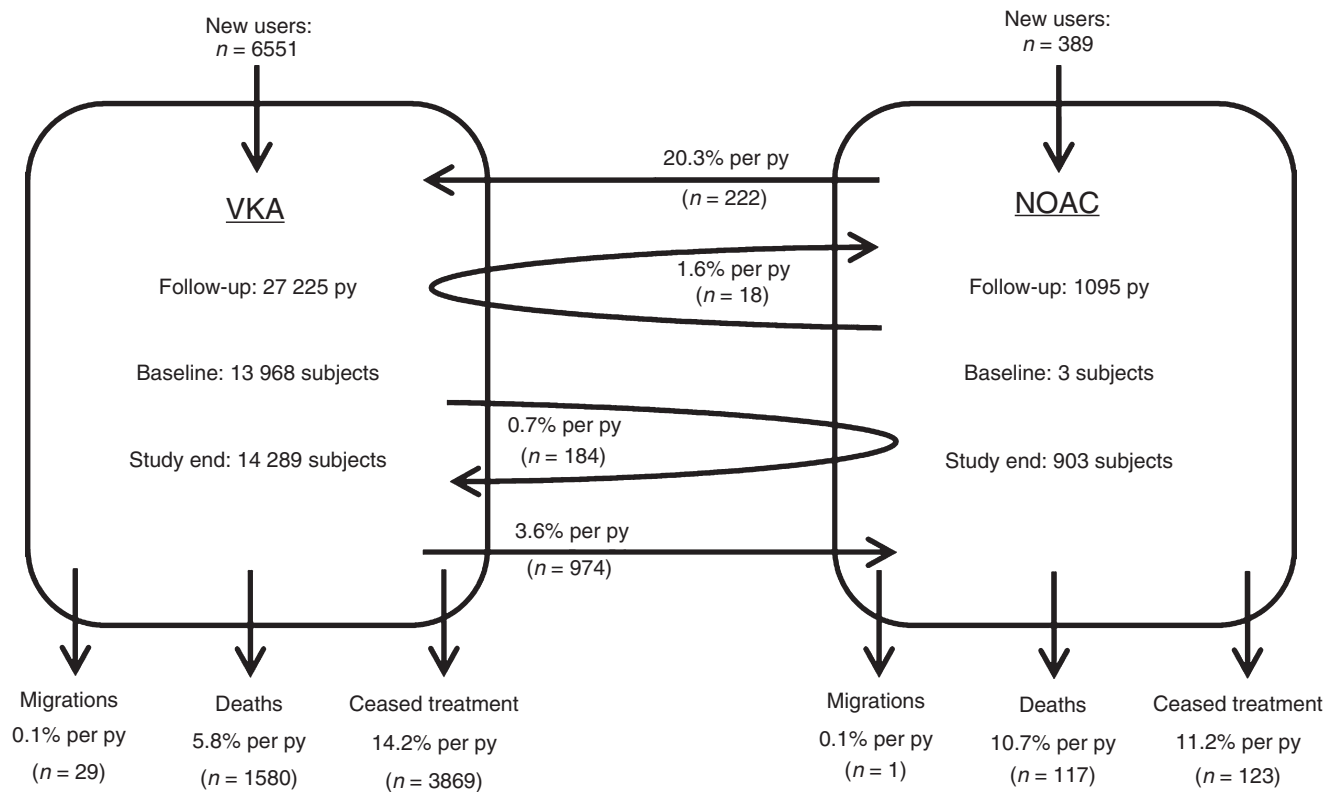 New users:
n = 6551
VKA
Follow-up: 27 225 py
Baseline: 13 968 subjects
Study end: 14 289 subjects
20.3% per py
(n = 222)
1.6% per py
(n = 18)
0.7% per py
(n = 184)
3.6% per py
(n = 974)
New users:
n = 389
NOAC
Follow-up: 1095 py
Baseline: 3 subjects
Study end: 903 subjects
Migrations
0.1% per py
(n = 29)
Deaths
5.8% per py
(n = 1580)
Ceased treatment
14.2% per py
(n = 3869)
Migrations
0.1% per py
(n = 1)
Deaths
10.7% per py
(n = 117)
Ceased treatment
11.2% per py
(n = 123)